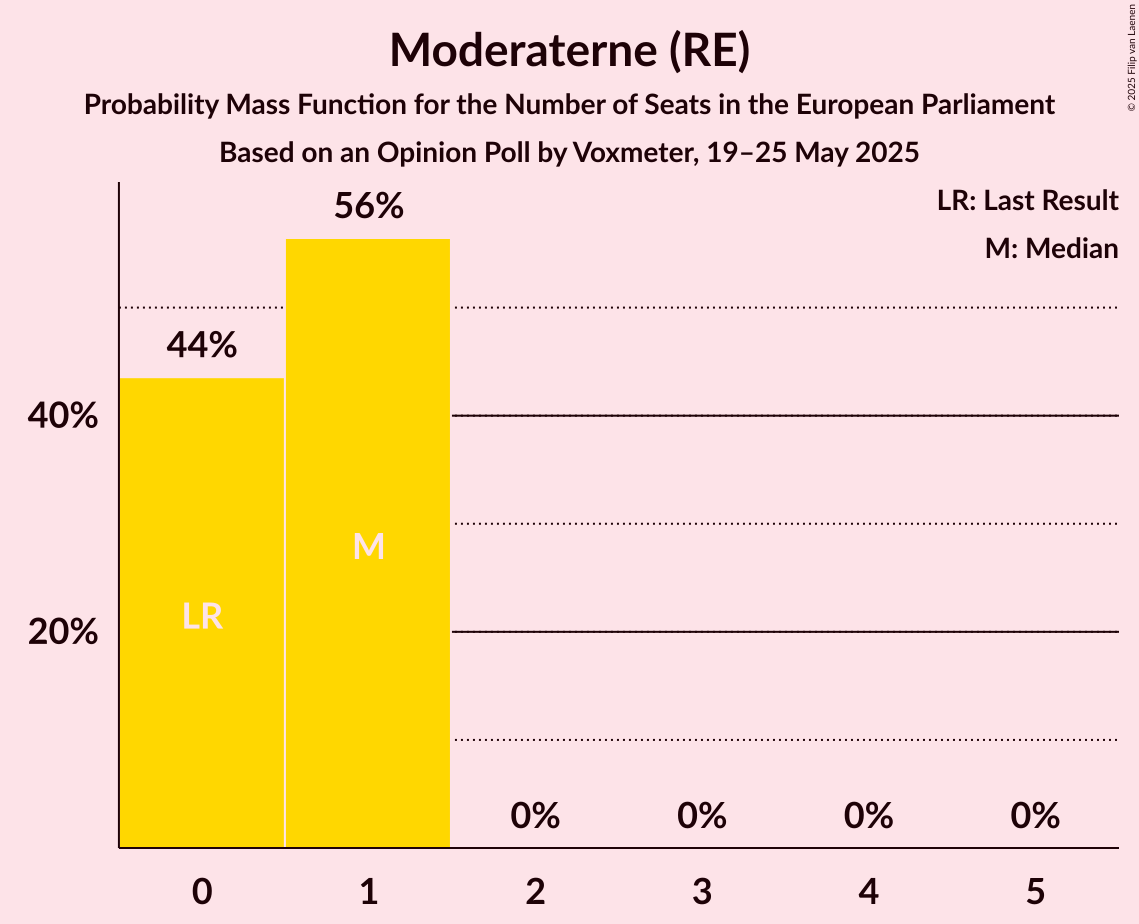 Moderaterne (RE)
Probability Mass Function for the Number of Seats in the European Parliament
Based on an Opinion Poll by Voxmeter, 19–25 May 2025
© 2025 Filip van Laenen
LR: Last Result
M: Median
56%
44%
40%
20%
M
LR
0% 0% 0% 0%
0 1 2 3 4 5